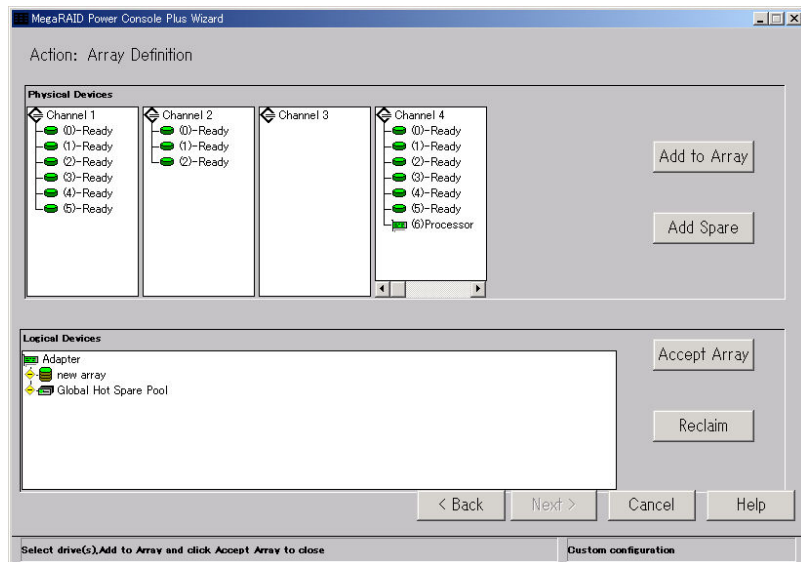 MegaRAID Power Console Plus Wizard
Action: Array Definition
Physical Devices
Channel 1
(0)-Ready
(1)-Ready
(2)-Ready
(3)-Ready
(4)-Ready
(5)-Ready
Channel 2
(0)-Ready
(1)-Ready
(2)-Ready
Channel 3
Channel 4
(0)-Ready
(1)-Ready
(2)-Ready
(3)-Ready
(4)-Ready
(5)-Ready
(6)Processor
Add to Array
Add Spare
Logical Devices
Adapter
new array
Global Hot Spare Pool
Accept Array
Reclaim
< Back
Next >
Cancel
Help
Select drive(s),Add to Array and click Accept Array to close
Custom configuration